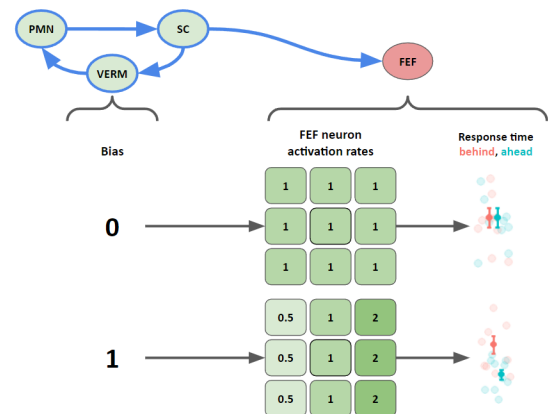 PMN
SC
VERM
FEF
Bias
FEF neuron
activation rates
Response time
behind, ahead
0
1 1 1
1 1 1
1 1 1
1
0.5 1 2
0.5 1 2
0.5 1 2